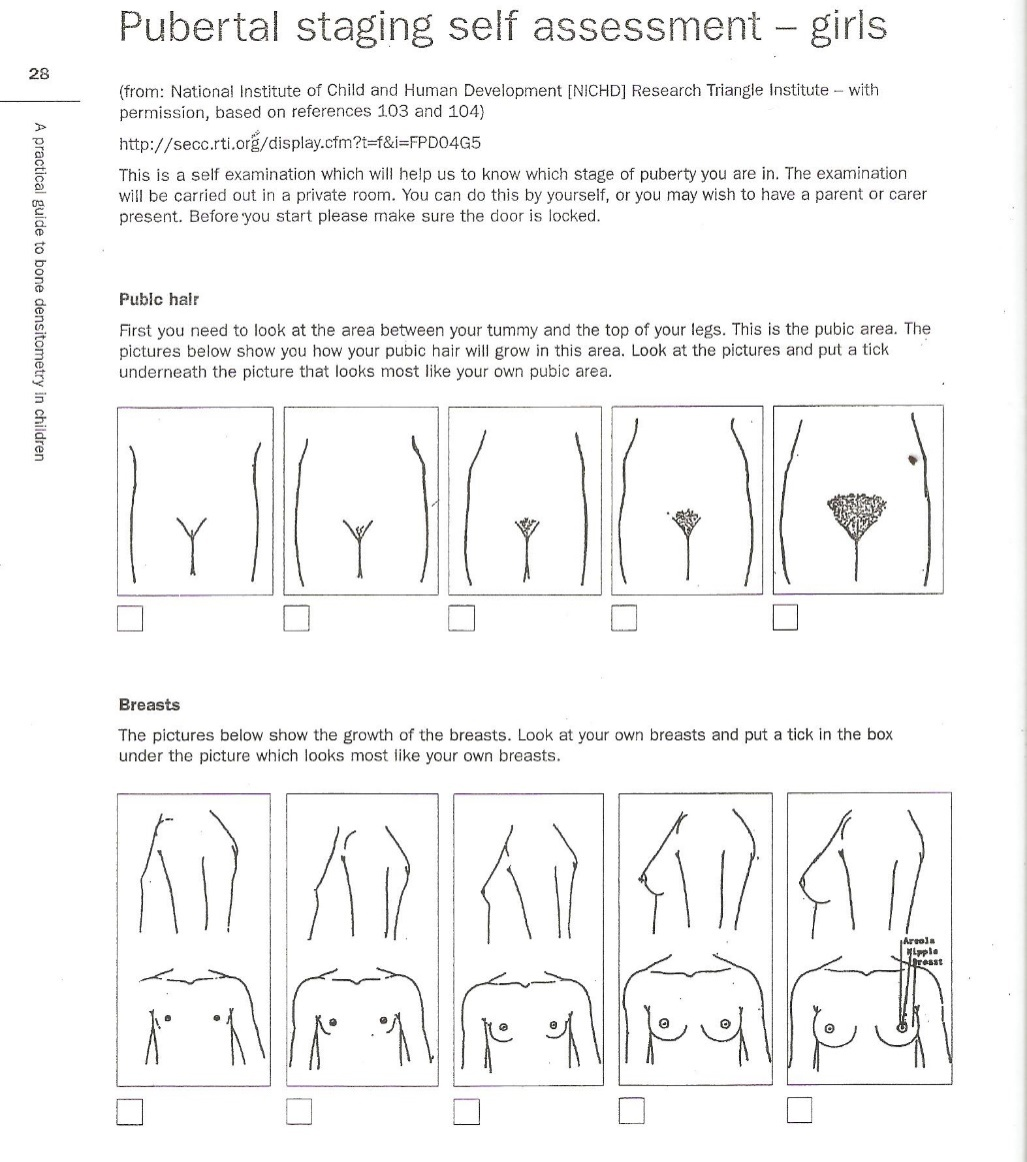 Pubertal staging self assessment – girls
28
A practical guide to bone densitometry in children
(from: National Institute of Child and Human Development [NICHD] Research Triangle Institute – with
permission, based on references 103 and 104)
http://secc.rti.org/display.cfm?t=f&i=FPD04G5
This is a self examination which will help us to know which stage of puberty you are in. The examination
will be carried out in a private room. You can do this by yourself, or you may wish to have a parent or carer
present. Before you start please make sure the door is locked.
Pubic hair
First you need to look at the area between your tummy and the top of your legs. This is the pubic area. The
pictures below show you how your pubic hair will grow in this area. Look at the pictures and put a tick
underneath the picture that looks most like your own pubic area.
Breasts
The pictures below show the growth of the breasts. Look at your own breasts and put a tick in the box
under the picture which looks most like your own breasts.
Areola
Nipple
Breast